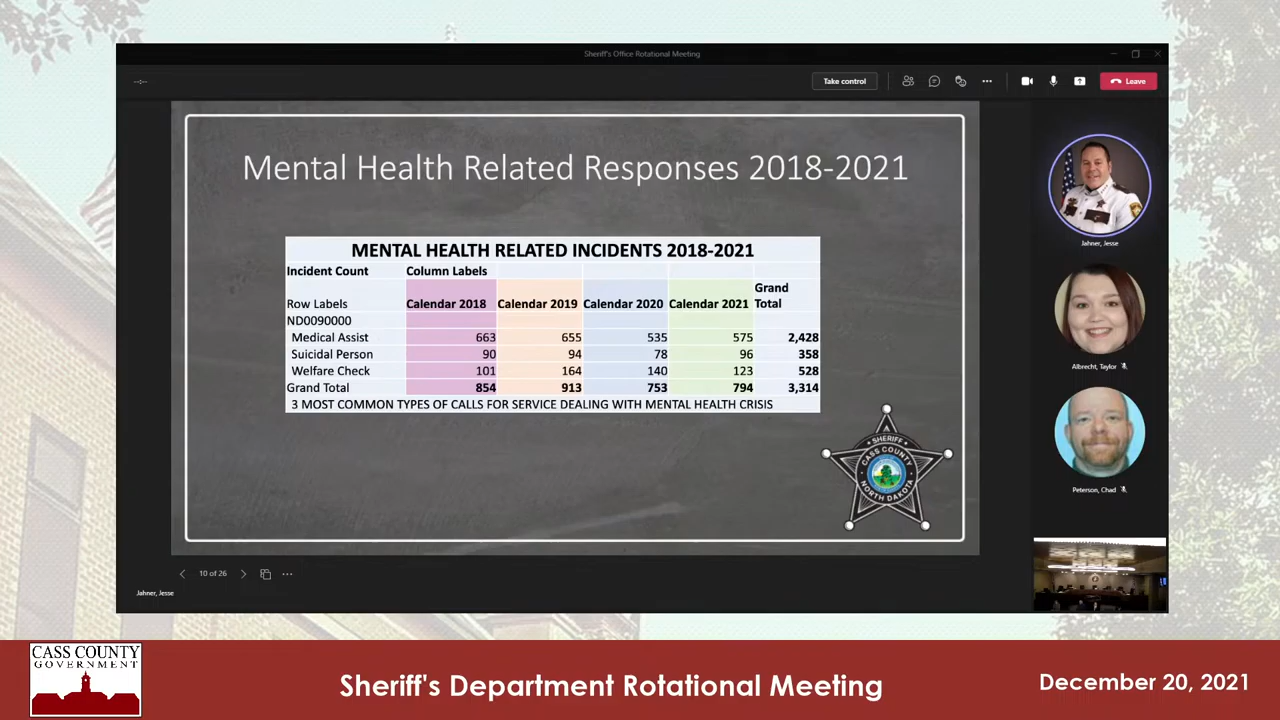 Sheriff's Office Rotational Meeting
Take control
Leave
Mental Health Related Responses 2018-2021
MENTAL HEALTH RELATED INCIDENTS 2018-2021
Incident Count Column Labels
Row Labels Calendar 2018 Calendar 2019 Calendar 2020 Calendar 2021 Grand Total
ND0090000
Medical Assist 663 655 535 575 2,428
Suicidal Person 90 94 78 96 358
Welfare Check 101 164 140 123 528
Grand Total 854 913 753 794 3,314
3 MOST COMMON TYPES OF CALLS FOR SERVICE DEALING WITH MENTAL HEALTH CRISIS
SHERIFF
CASS COUNTY
NORTH DAKOTA
Jahner, Jesse
Albrecht, Taylor
Peterson, Chad
10 of 26
Jahner, Jesse
CASS COUNTY
GOVERNMENT
Sheriff's Department Rotational Meeting
December 20, 2021